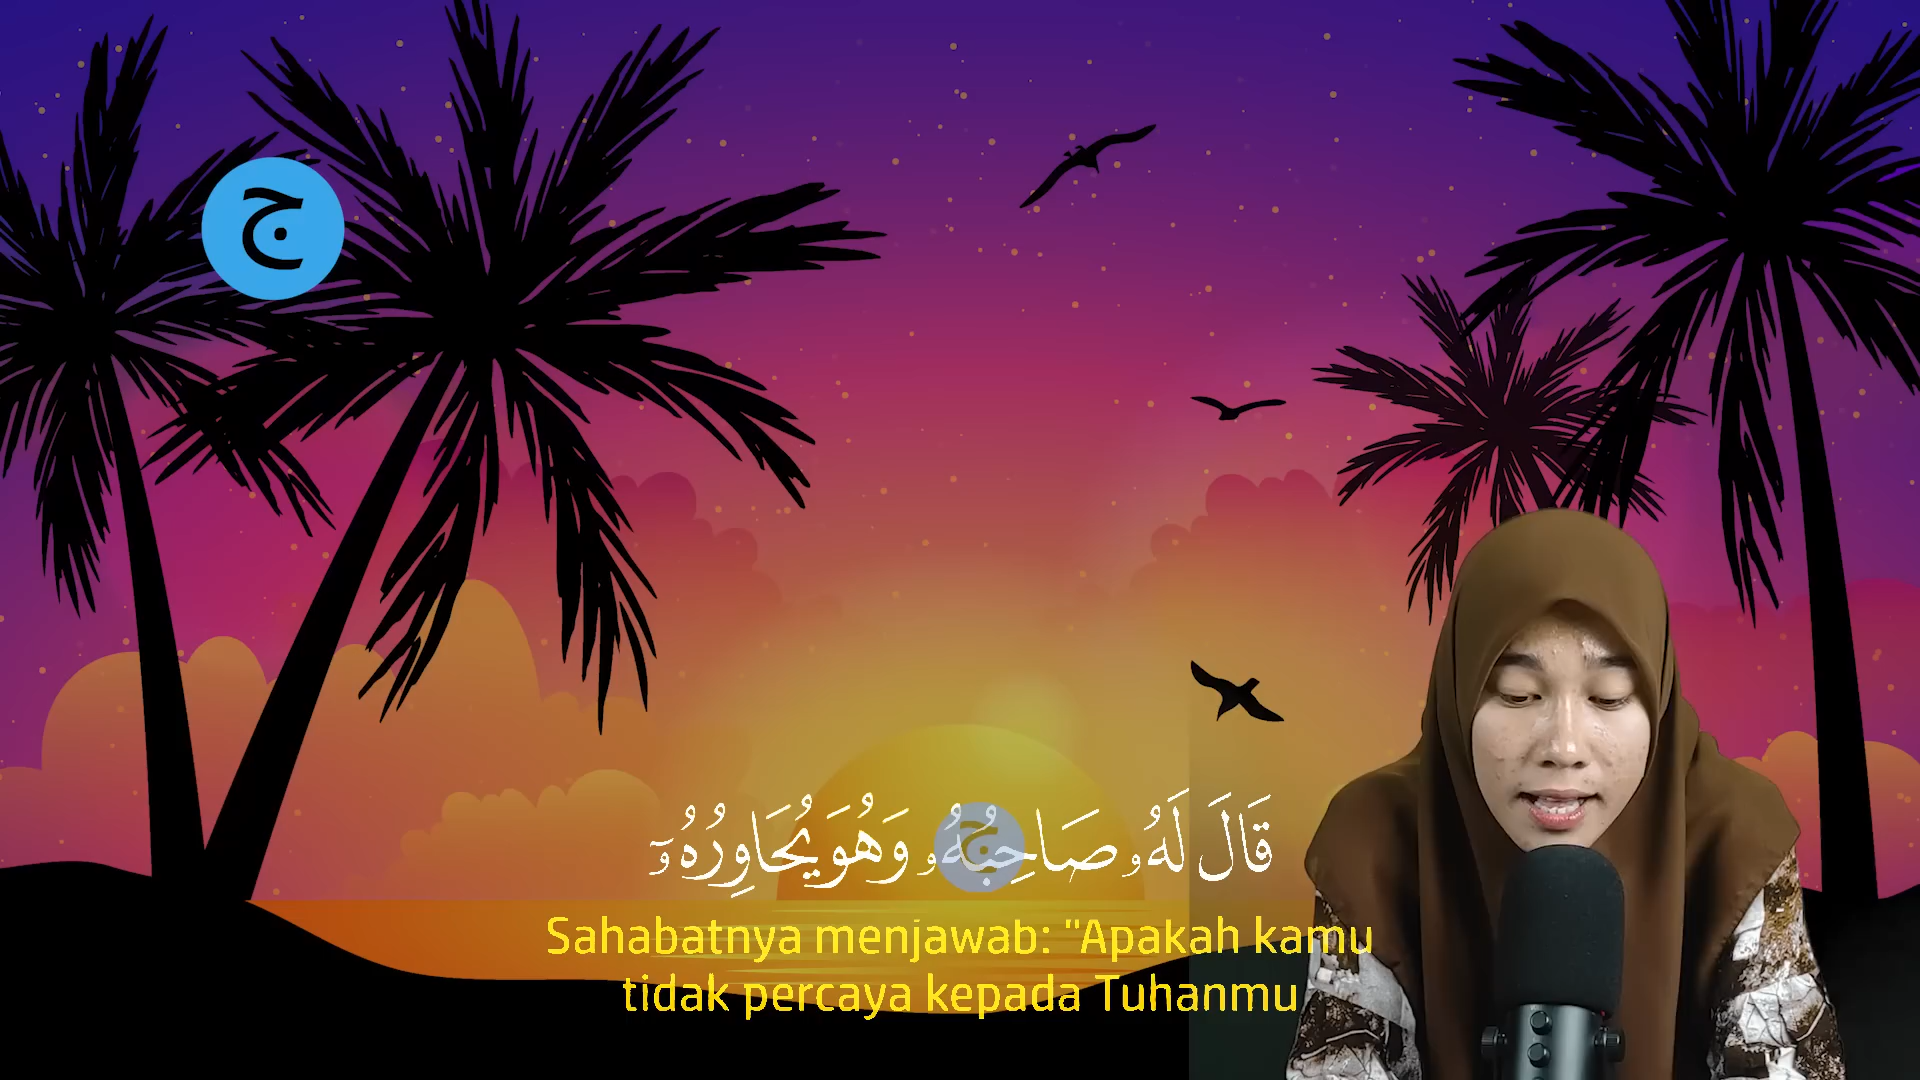 ج
قَالَ لَهُۥ صَاحِبُهُۥ وَهُوَ يُحَاوِرُهُۥٓ
ج
Sahabatnya menjawab: "Apakah kamu
tidak percaya kepada Tuhanmu